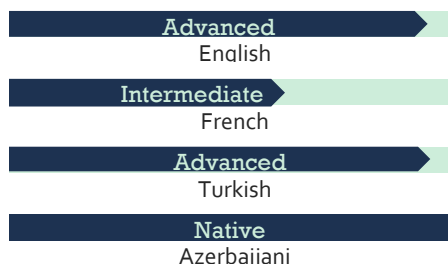 Advanced
English
Intermediate
French
Advanced
Turkish
Native
Azerbaijani